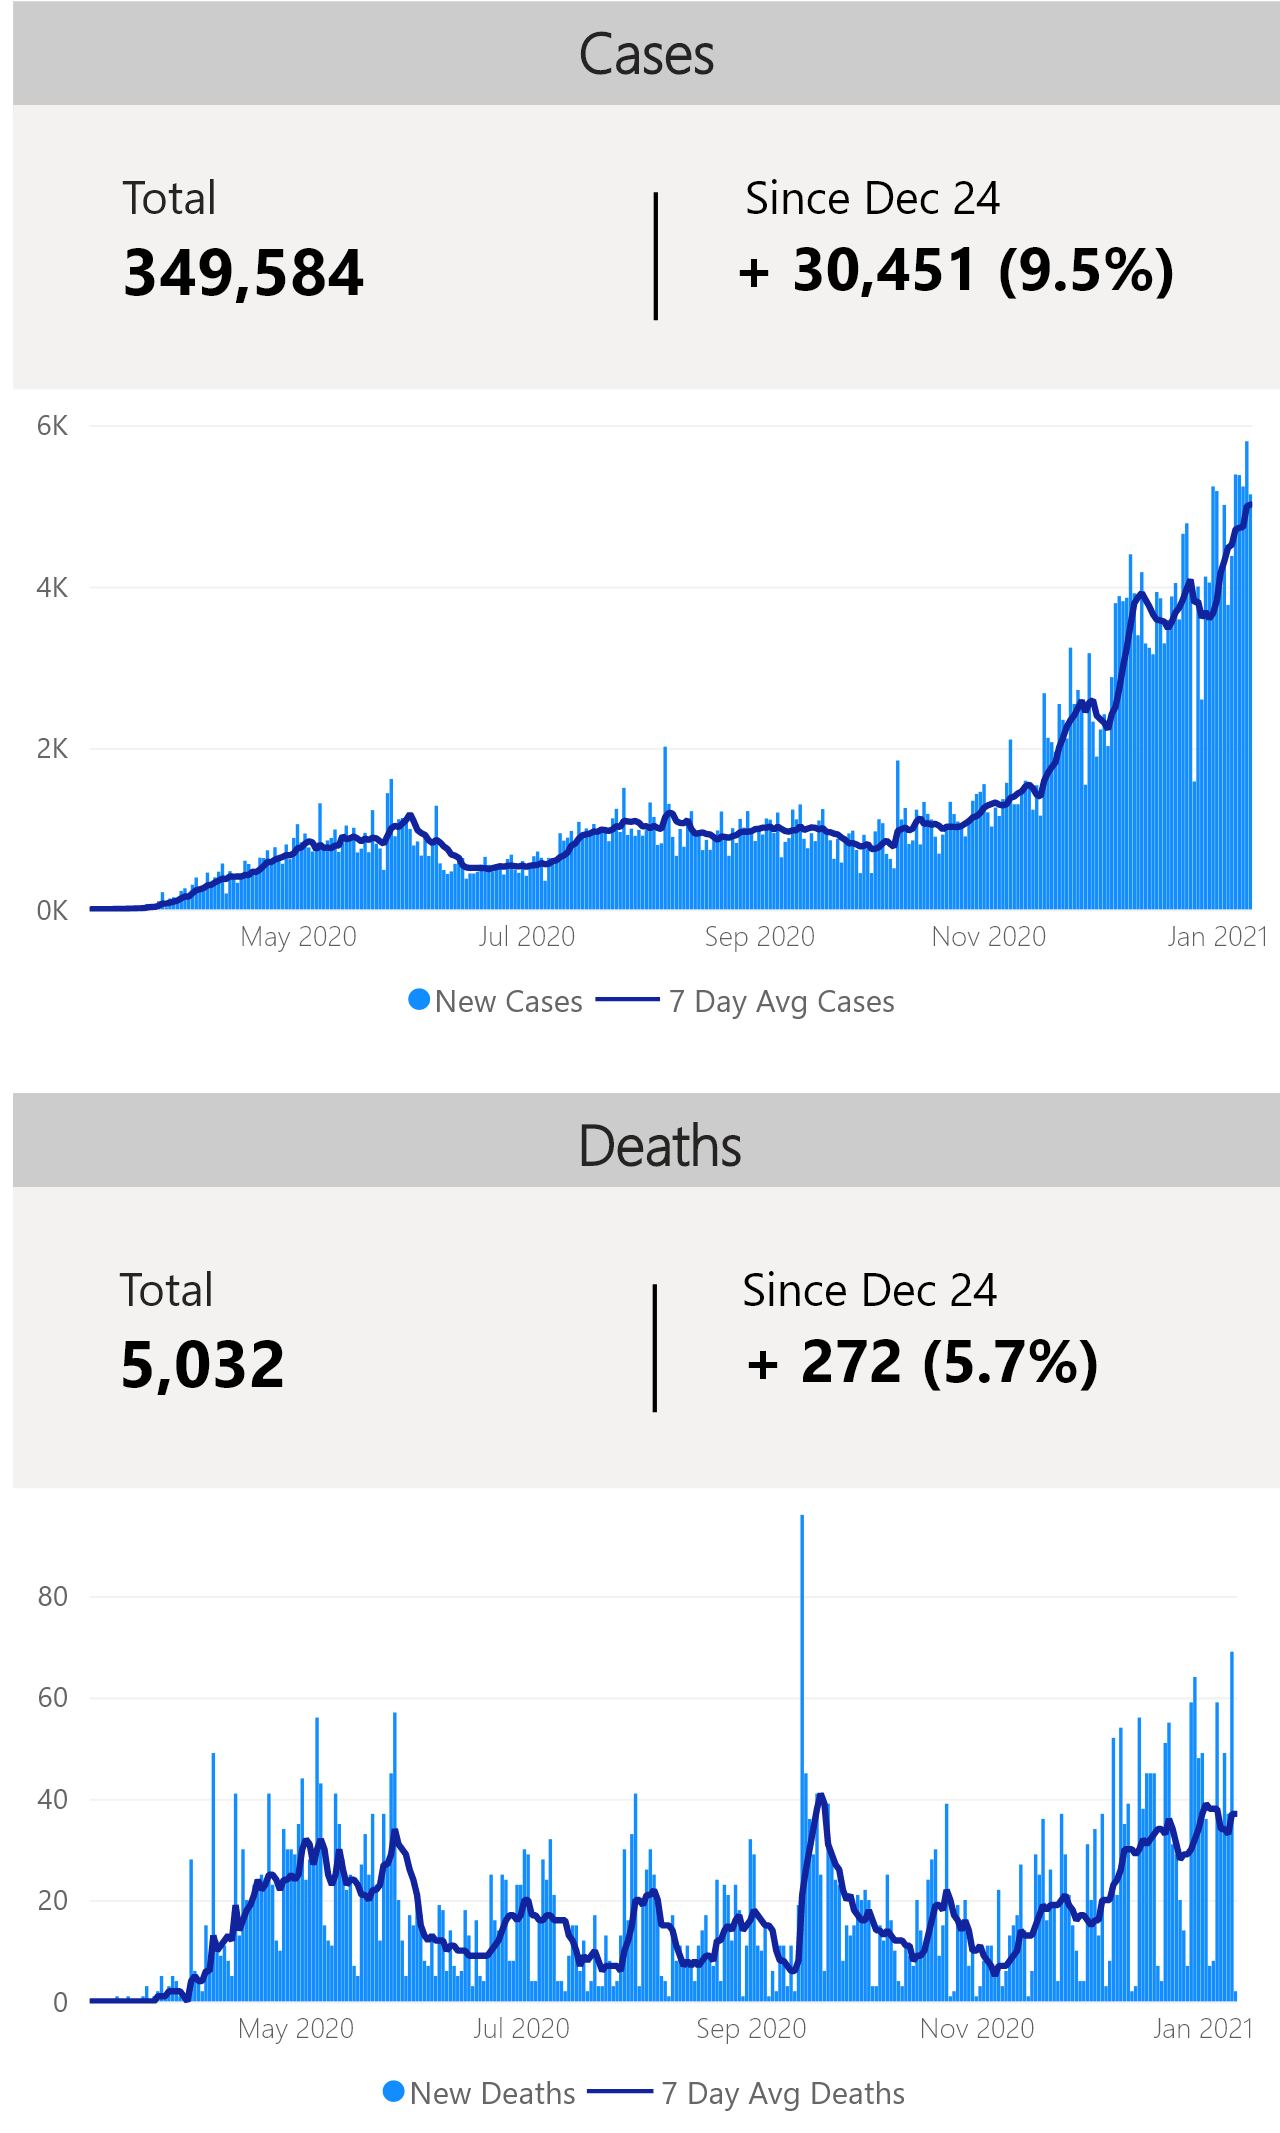 Cases
Total
Since Dec 24
349,584
+ 30,451 (9.5%)
6K
4K
2K
0K
May 2020
Jul 2020
Sep 2020
Nov 2020
Jan 2021
New Cases
7 Day Avg Cases
Deaths
Total
Since Dec 24
5,032
+ 272 (5.7%)
80
60
40
20
0
May 2020
Jul 2020
Sep 2020
Nov 2020
Jan 2021
New Deaths
7 Day Avg Deaths